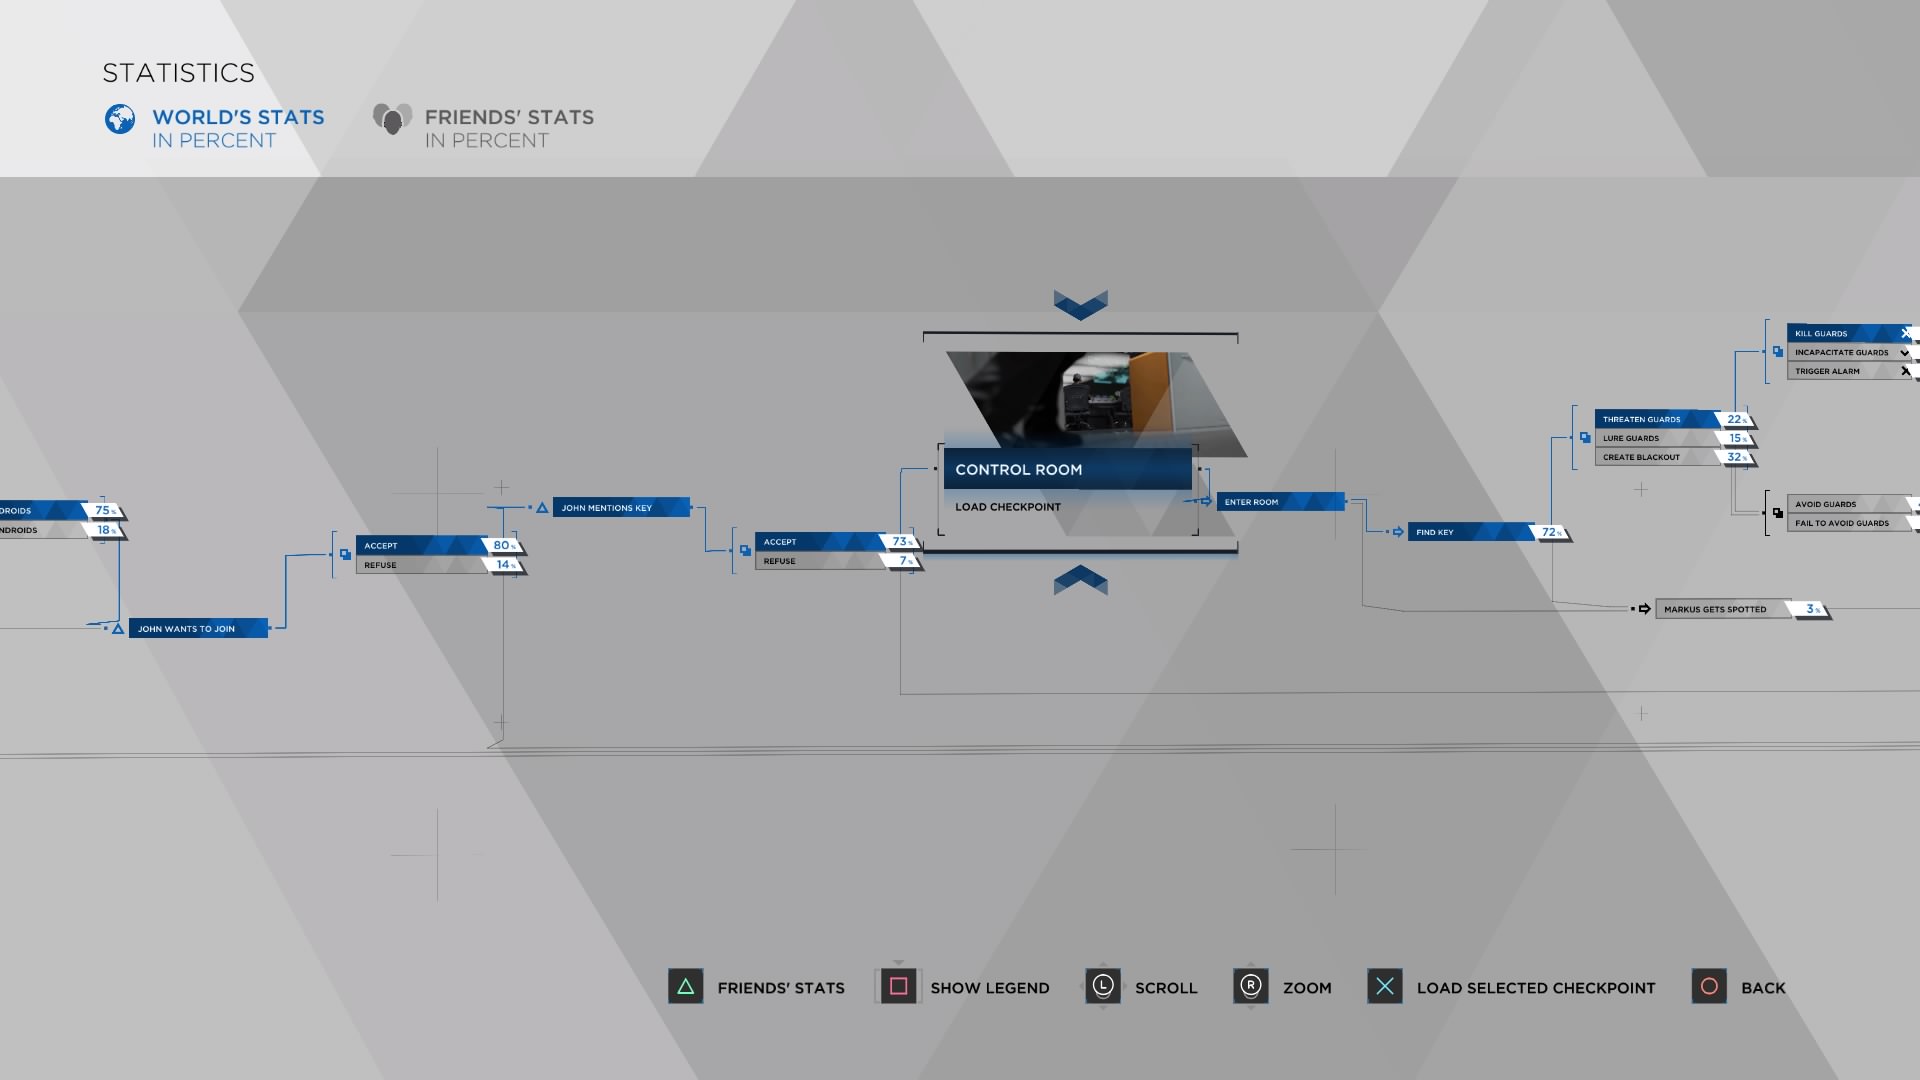 STATISTICS
WORLD'S STATS
IN PERCENT
FRIENDS' STATS
IN PERCENT
DROIDS 75%
NDROIDS 18%
JOHN WANTS TO JOIN
ACCEPT 80%
REFUSE 14%
JOHN MENTIONS KEY
ACCEPT 73%
REFUSE 7%
CONTROL ROOM
LOAD CHECKPOINT
ENTER ROOM
FIND KEY 72%
THREATEN GUARDS 22%
LURE GUARDS 15%
CREATE BLACKOUT 32%
KILL GUARDS
INCAPACITATE GUARDS
TRIGGER ALARM
AVOID GUARDS
FAIL TO AVOID GUARDS
MARKUS GETS SPOTTED 3%
FRIENDS' STATS
SHOW LEGEND
L SCROLL
R ZOOM
LOAD SELECTED CHECKPOINT
BACK